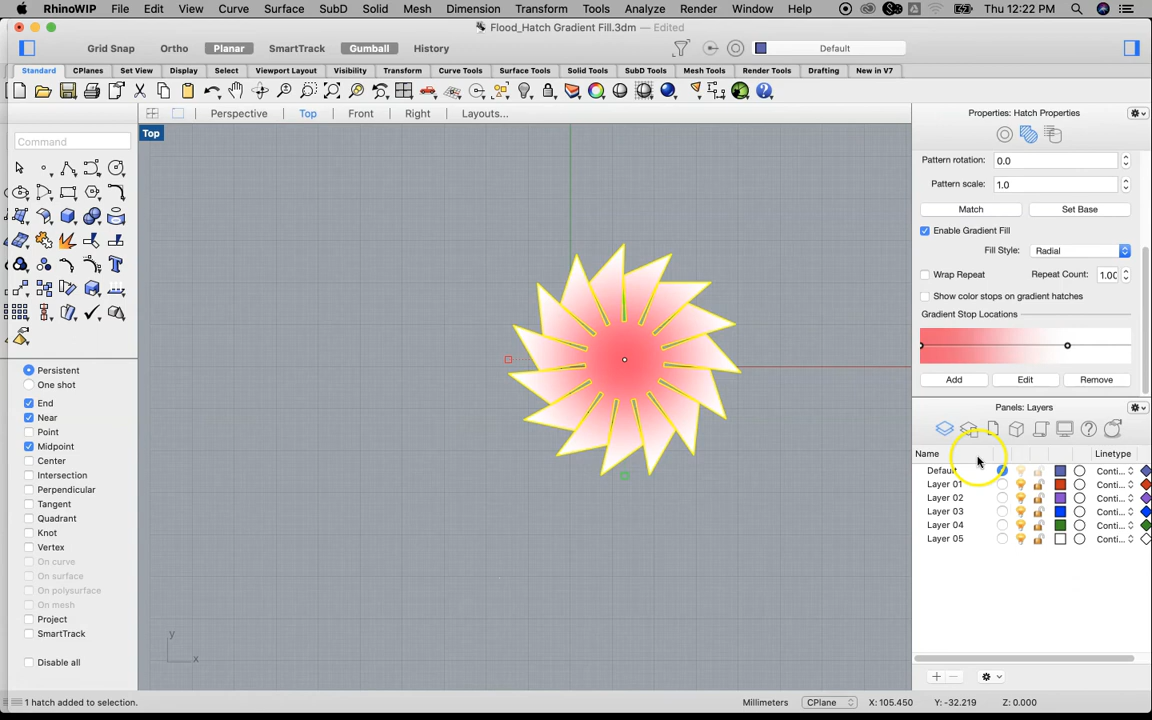 RhinoWIP File Edit View Curve Surface SubD Solid Mesh Dimension Transform Tools Analyze Render Window Help Thu 12:22 PM
Flood_Hatch Gradient Fill.3dm — Edited
Grid Snap Ortho Planar SmartTrack Gumball History Default
Standard CPlanes Set View Display Select Viewport Layout Visibility Transform Curve Tools Surface Tools Solid Tools SubD Tools Mesh Tools Render Tools Drafting New in V7
Perspective Top Front Right Layouts...
Properties: Hatch Properties
Top
Command
Pattern rotation: 0.0
Pattern scale: 1.0
Match Set Base
Enable Gradient Fill
Fill Style: Radial
Wrap Repeat Repeat Count: 1.00
Show color stops on gradient hatches
Gradient Stop Locations
Add Edit Remove
Panels: Layers
Name Linetype
Default Conti...
Layer 01 Conti...
Layer 02 Conti...
Layer 03 Conti...
Layer 04 Conti...
Layer 05 Conti...
Persistent
One shot
End
Near
Point
Midpoint
Center
Intersection
Perpendicular
Tangent
Quadrant
Knot
Vertex
On curve
On surface
On polysurface
On mesh
Project
SmartTrack
Disable all
y
x
1 hatch added to selection. Millimeters CPlane X: 105.450 Y: -32.219 Z: 0.000